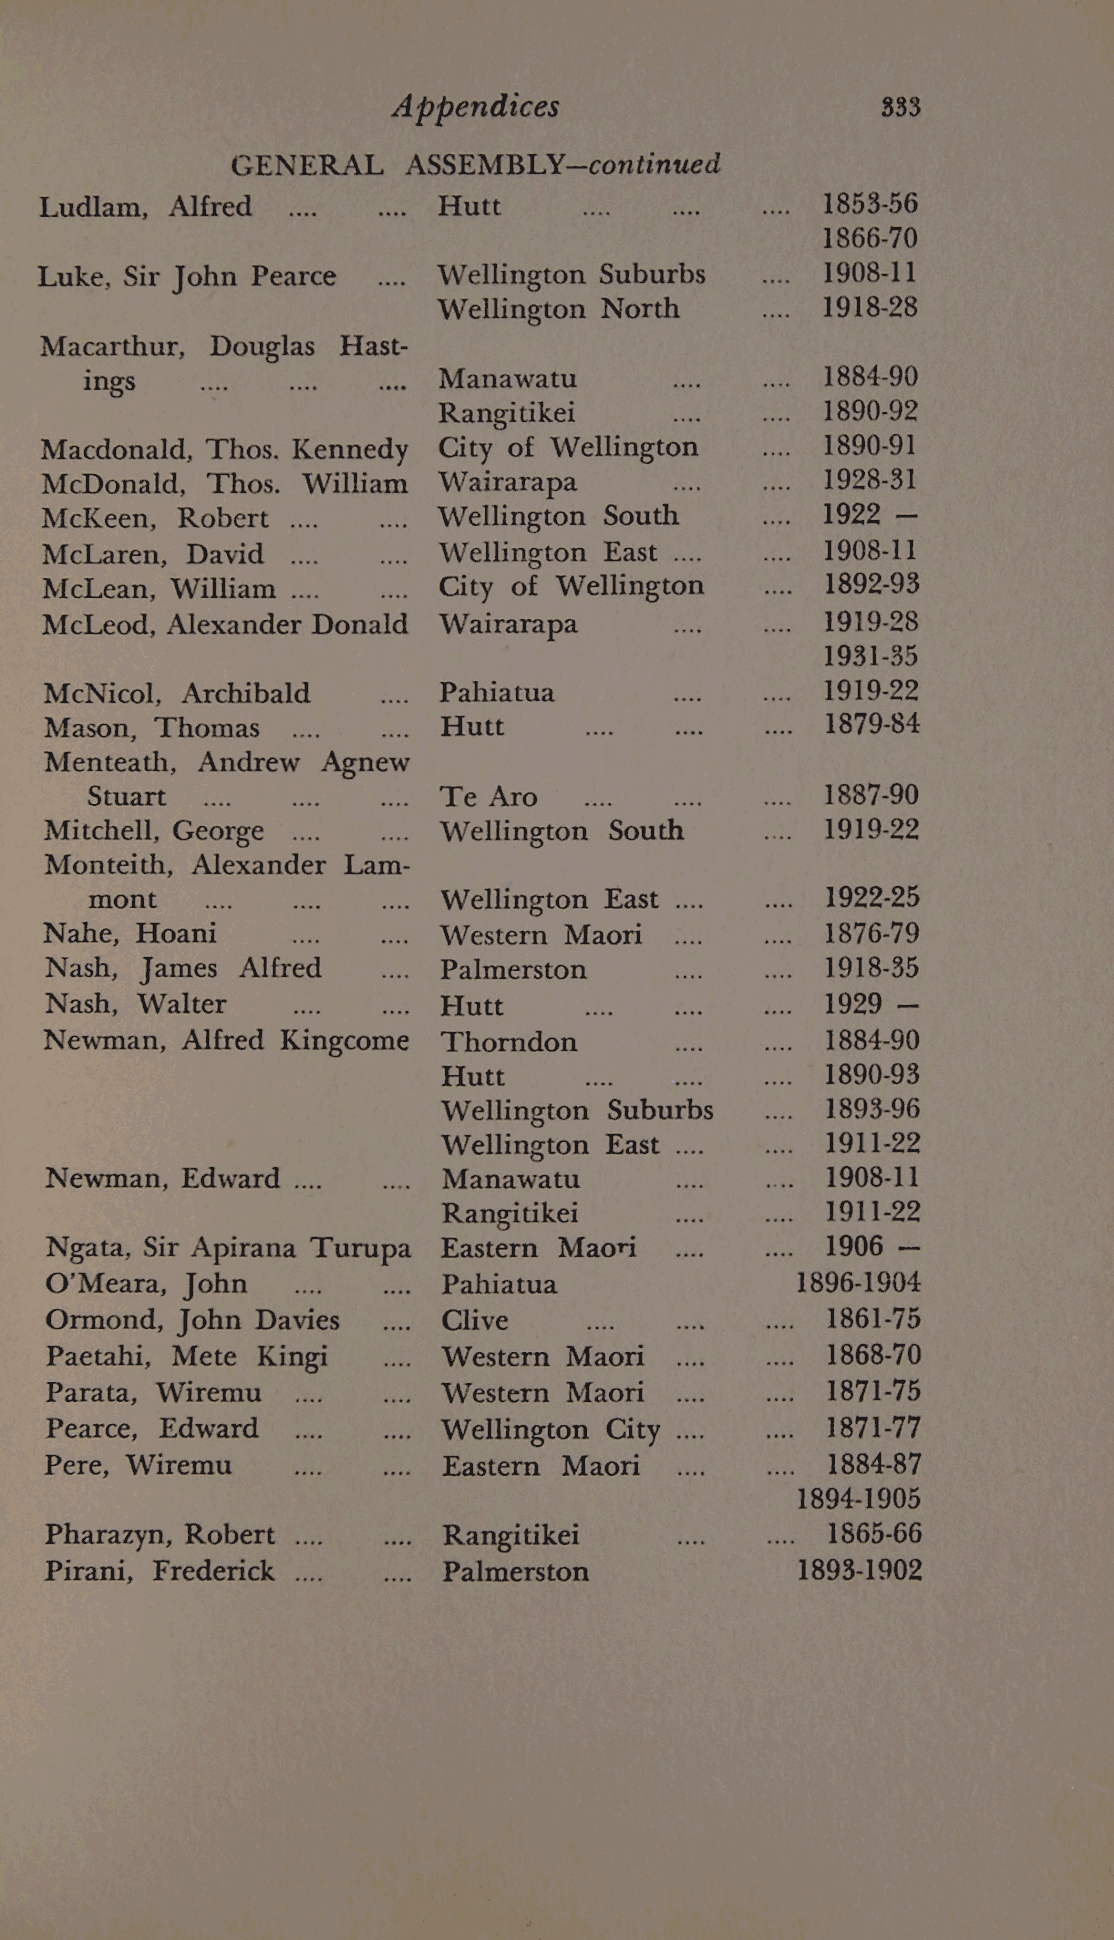 Appendices 333
GENERAL ASSEMBLY—continued
Ludlam, Alfred .... .... Hutt .... .... .... 1853-56
1866-70
Luke, Sir John Pearce .... Wellington Suburbs .... 1908-11
Wellington North .... 1918-28
Macarthur, Douglas Hast-
ings .... .... .... Manawatu .... .... 1884-90
Rangitikei .... .... 1890-92
Macdonald, Thos. Kennedy City of Wellington .... 1890-91
McDonald, Thos. William Wairarapa .... .... 1928-31
McKeen, Robert .... .... Wellington South .... 1922 —
McLaren, David .... .... Wellington East .... .... 1908-11
McLean, William .... .... City of Wellington .... 1892-93
McLeod, Alexander Donald Wairarapa .... .... 1919-28
1931-35
McNicol, Archibald .... Pahiatua .... .... 1919-22
Mason, Thomas .... .... Hutt .... .... .... 1879-84
Menteath, Andrew Agnew
Stuart .... .... .... Te Aro .... .... .... 1887-90
Mitchell, George .... .... Wellington South .... 1919-22
Monteith, Alexander Lam-
mont .... .... .... Wellington East .... .... 1922-25
Nahe, Hoani .... .... Western Maori .... .... 1876-79
Nash, James Alfred .... Palmerston .... .... 1918-35
Nash, Walter .... .... Hutt .... .... .... 1929 —
Newman, Alfred Kingcome Thorndon .... .... 1884-90
Hutt .... .... .... 1890-93
Wellington Suburbs .... 1893-96
Wellington East .... .... 1911-22
Newman, Edward .... .... Manawatu .... .... 1908-11
Rangitikei .... .... 1911-22
Ngata, Sir Apirana Turupa Eastern Maori .... .... 1906 —
O'Meara, John .... .... Pahiatua 1896-1904
Ormond, John Davies .... Clive .... .... .... 1861-75
Paetahi, Mete Kingi .... Western Maori .... .... 1868-70
Parata, Wiremu .... .... Western Maori .... .... 1871-75
Pearce, Edward .... .... Wellington City .... .... 1871-77
Pere, Wiremu .... .... Eastern Maori .... .... 1884-87
1894-1905
Pharazyn, Robert .... .... Rangitikei .... .... 1865-66
Pirani, Frederick .... .... Palmerston 1893-1902